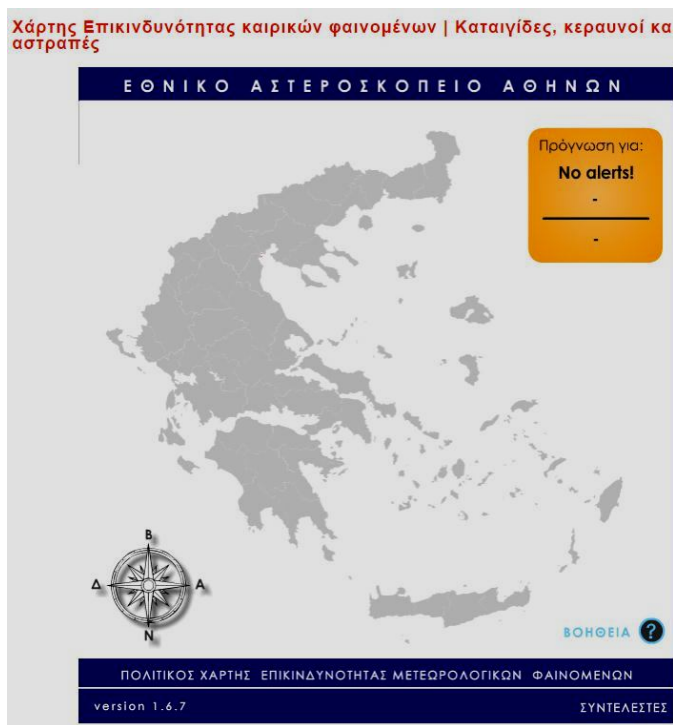 Χάρτης Επικινδυνότητας καιρικών φαινομένων | Καταιγίδες, κεραυνοί κα
αστραπές
ΕΘΝΙΚΟ ΑΣΤΕΡΟΣΚΟΠΕΙΟ ΑΘΗΝΩΝ
Πρόγνωση για:
No alerts!
-
-
Β
Δ
Α
Ν
ΒΟΗΘΕΙΑ ?
ΠΟΛΙΤΙΚΟΣ ΧΑΡΤΗΣ ΕΠΙΚΙΝΔΥΝΟΤΗΤΑΣ ΜΕΤΕΩΡΟΛΟΓΙΚΩΝ ΦΑΙΝΟΜΕΝΩΝ
version 1.6.7
ΣΥΝΤΕΛΕΣΤΕΣ